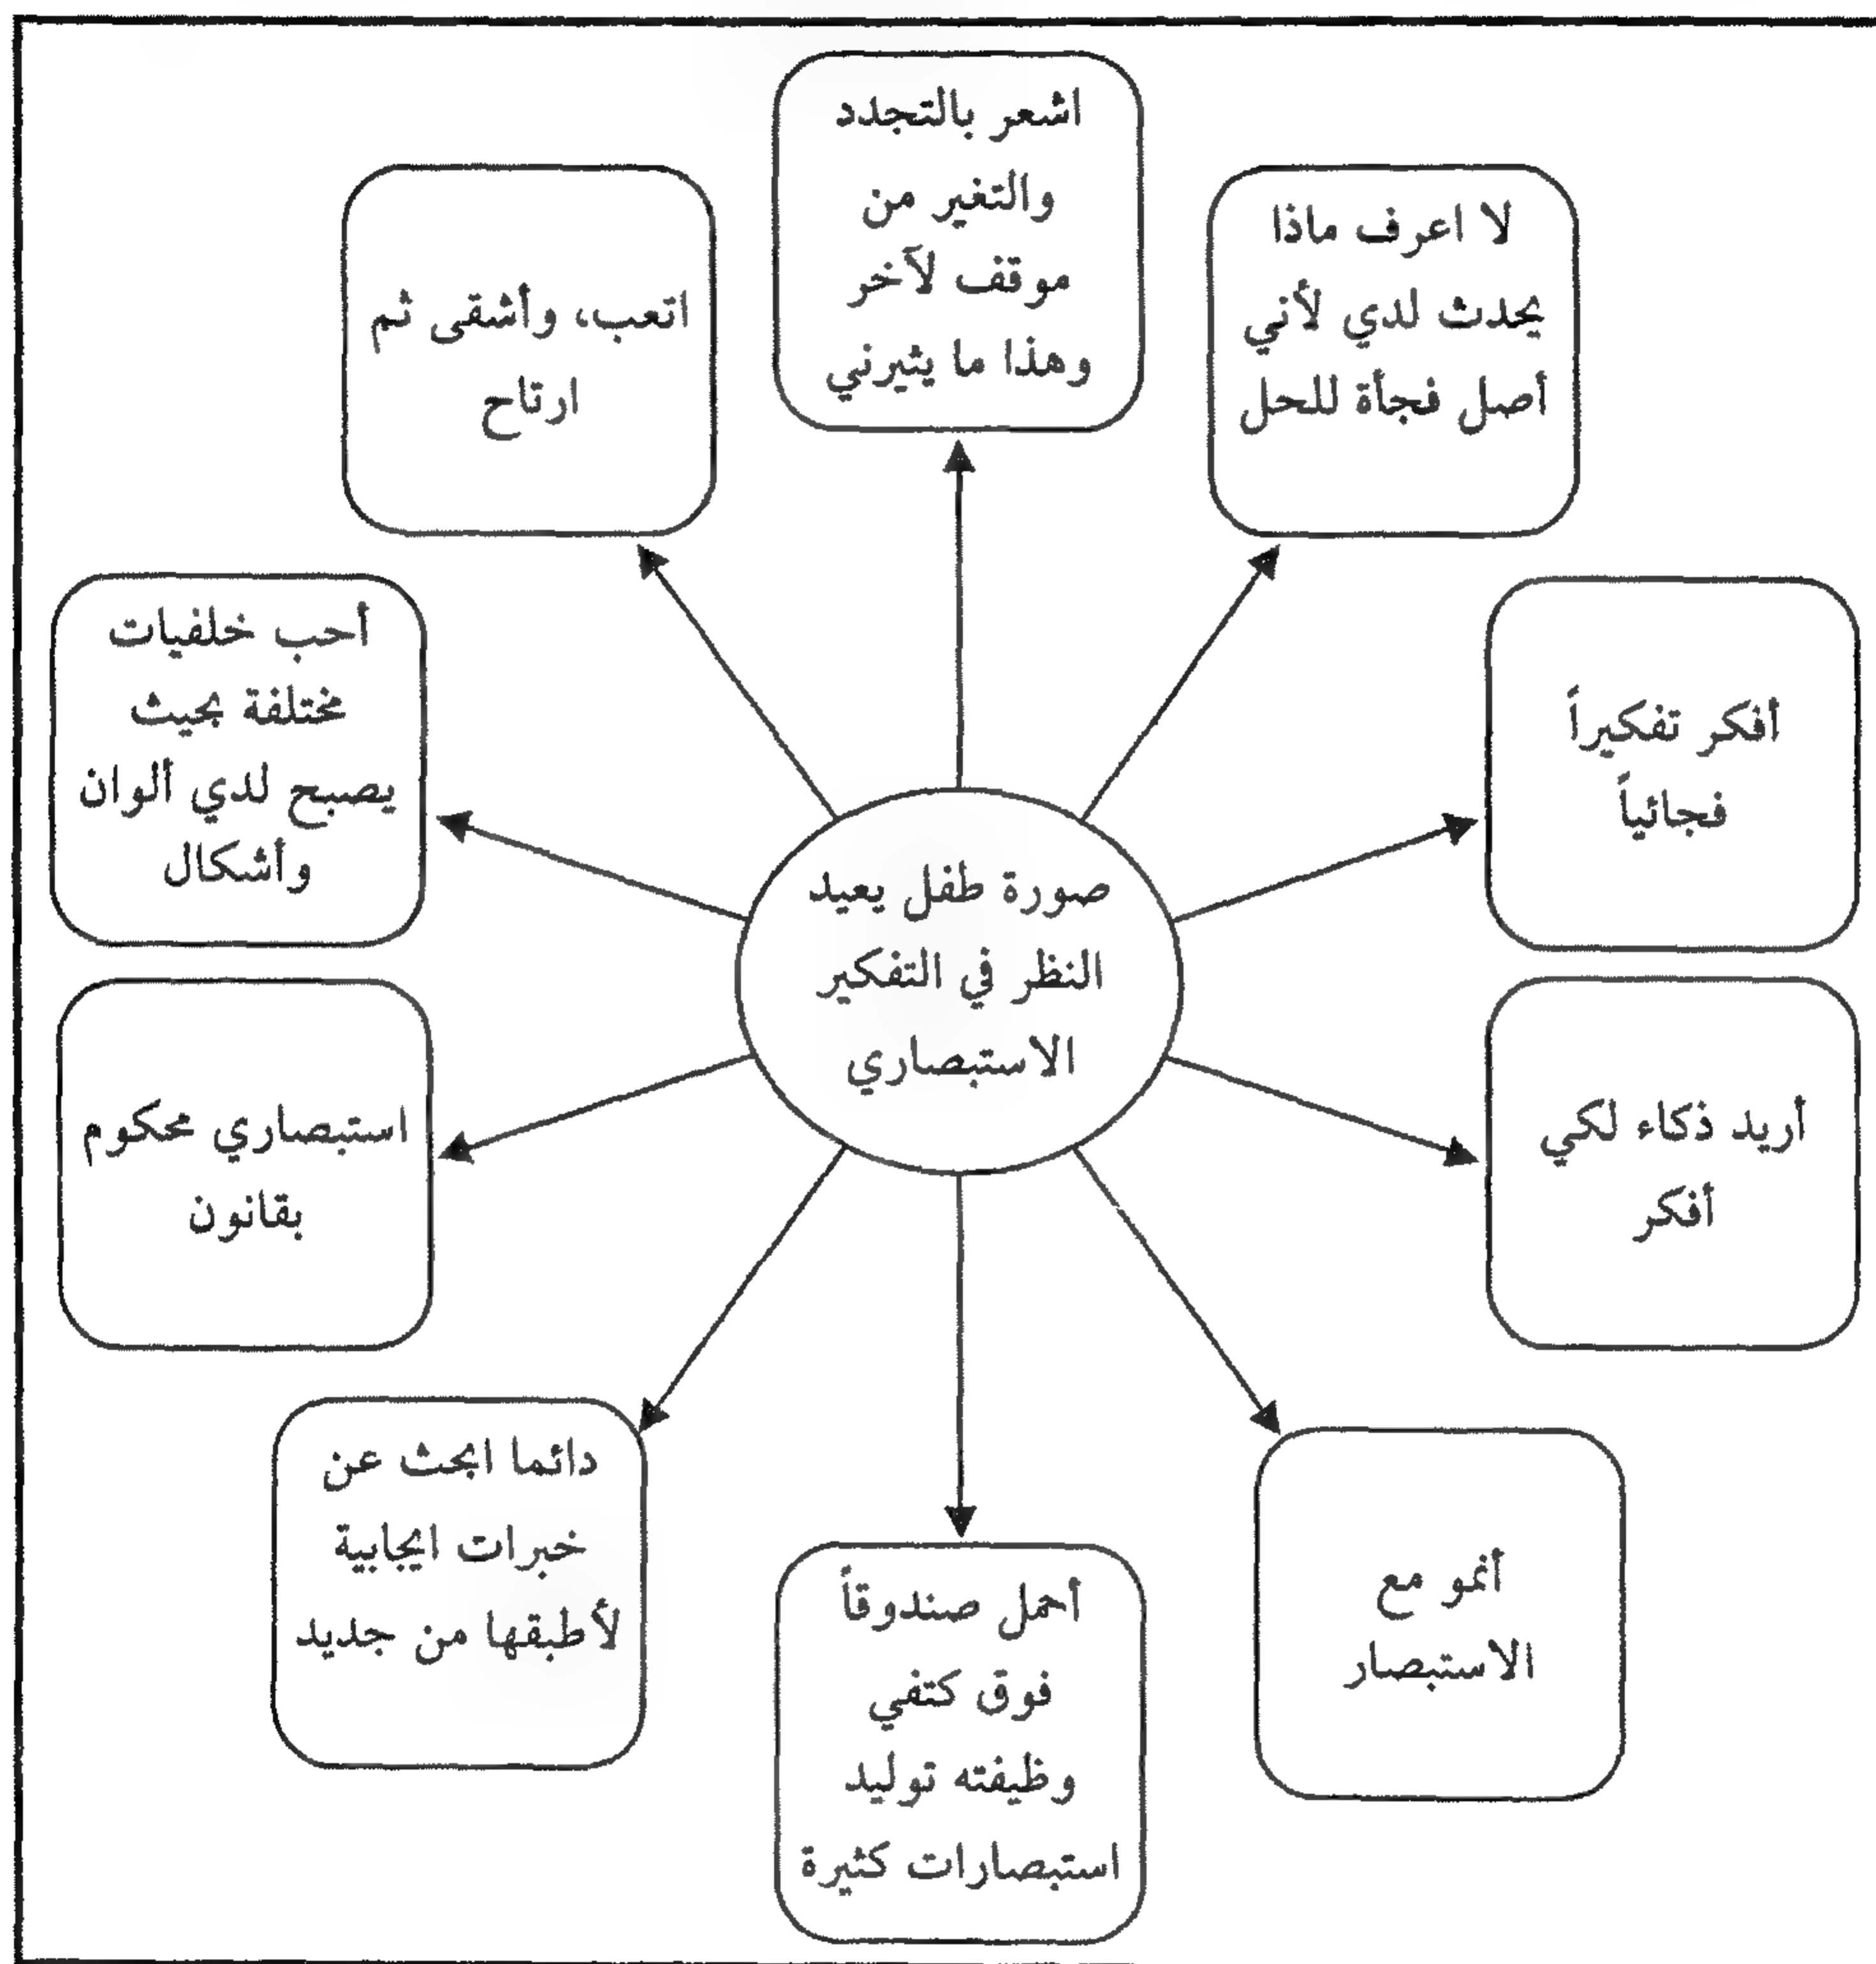 اشعر بالتجدد
والتغير من
موقف لآخر
وهذا ما يثيرني
لا اعرف ماذا
يحدث لدي لأني
أصل فجأة للحل
اتعب، وأشقى ثم
ارتاح
أفكر تفكيراً
فجائياً
أحب خلفيات
مختلفة بحيث
يصبح لدي ألوان
وأشكال
صورة طفل يعيد
النظر في التفكير
الاستبصاري
أريد ذكاء لكي
أفكر
استبصاري محكوم
بقانون
أنمو مع
الاستبصار
أحمل صندوقاً
فوق كتفي
وظيفته توليد
استبصارات كثيرة
دائما ابحث عن
خبرات ايجابية
لأطبقها من جديد